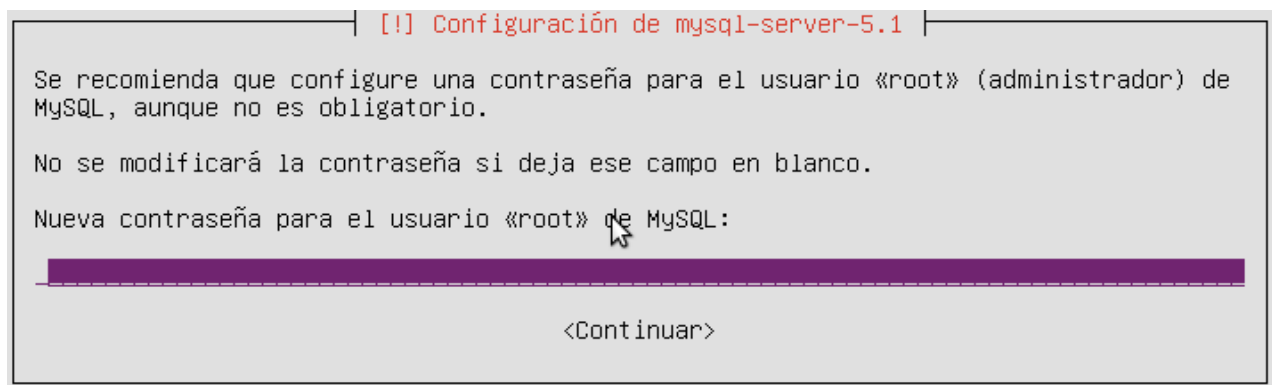 [!] Configuración de mysql-server-5.1
Se recomienda que configure una contraseña para el usuario «root» (administrador) de
MySQL, aunque no es obligatorio.
No se modificará la contraseña si deja ese campo en blanco.
Nueva contraseña para el usuario «root» de MySQL:
<Continuar>